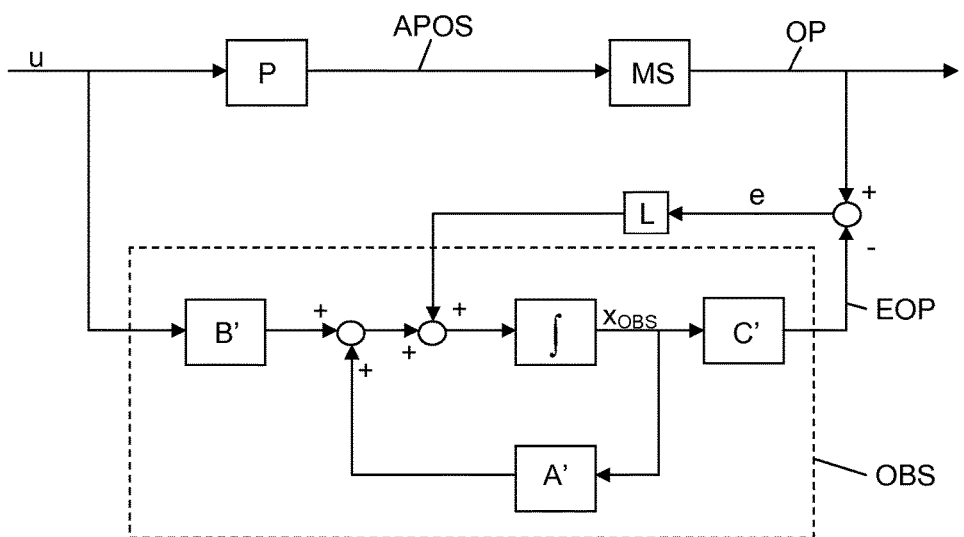 APOS
OP
u
P
MS
+
e
L
-
EOP
+
+
x_OBS
B’
∫
C’
+
+
A’
OBS